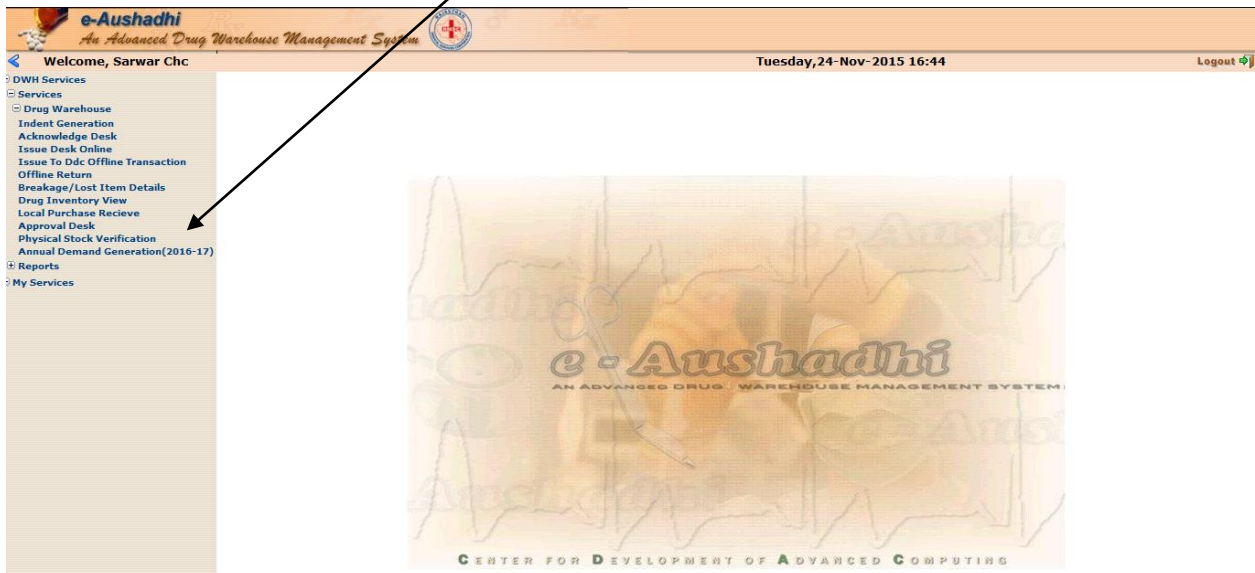 e-Aushadhi
An Advanced Drug Warehouse Management System
Welcome, Sarwar Chc
Tuesday,24-Nov-2015 16:44
Logout
DWH Services
Services
Drug Warehouse
Indent Generation
Acknowledge Desk
Issue Desk Online
Issue To Ddc Offline Transaction
Offline Return
Breakage/Lost Item Details
Drug Inventory View
Local Purchase Recieve
Approval Desk
Physical Stock Verification
Annual Demand Generation(2016-17)
Reports
My Services
e-Aushadhi
AN ADVANCED DRUG WAREHOUSE MANAGEMENT SYSTEM
CENTER FOR DEVELOPMENT OF ADVANCED COMPUTING